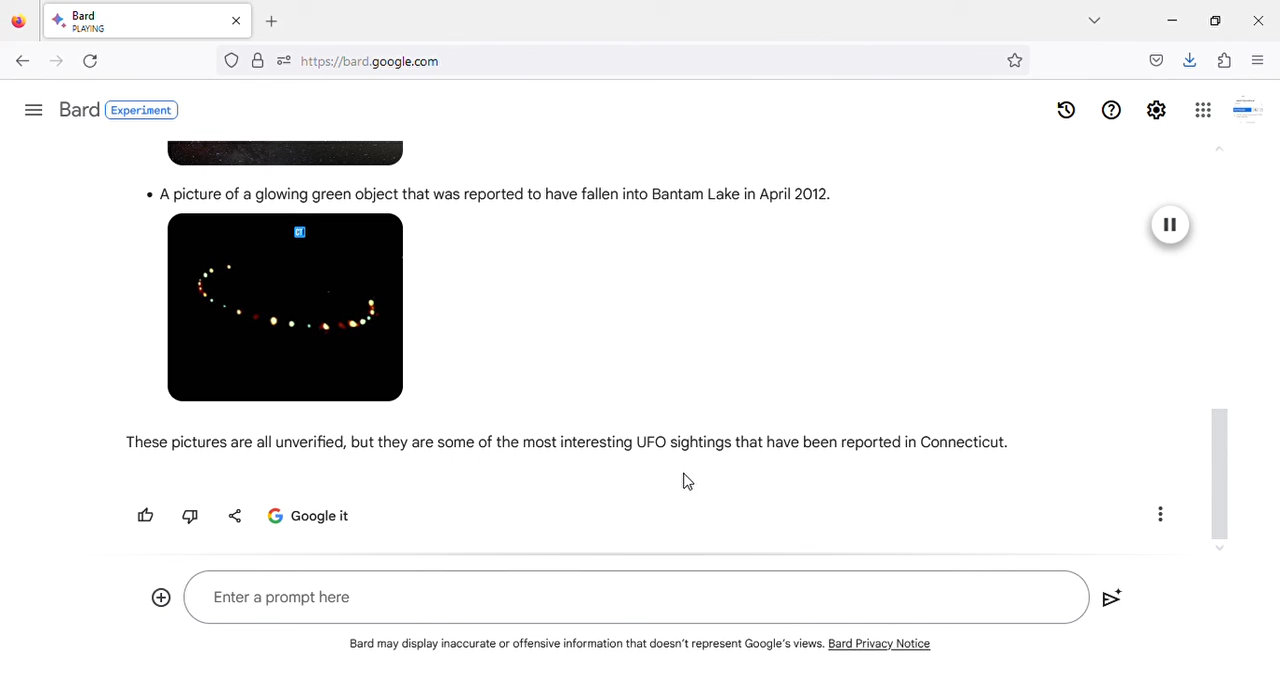 Bard
PLAYING
https://bard.google.com
Bard Experiment
• A picture of a glowing green object that was reported to have fallen into Bantam Lake in April 2012.
CT
These pictures are all unverified, but they are some of the most interesting UFO sightings that have been reported in Connecticut.
Google it
Enter a prompt here
Bard may display inaccurate or offensive information that doesn't represent Google's views. Bard Privacy Notice